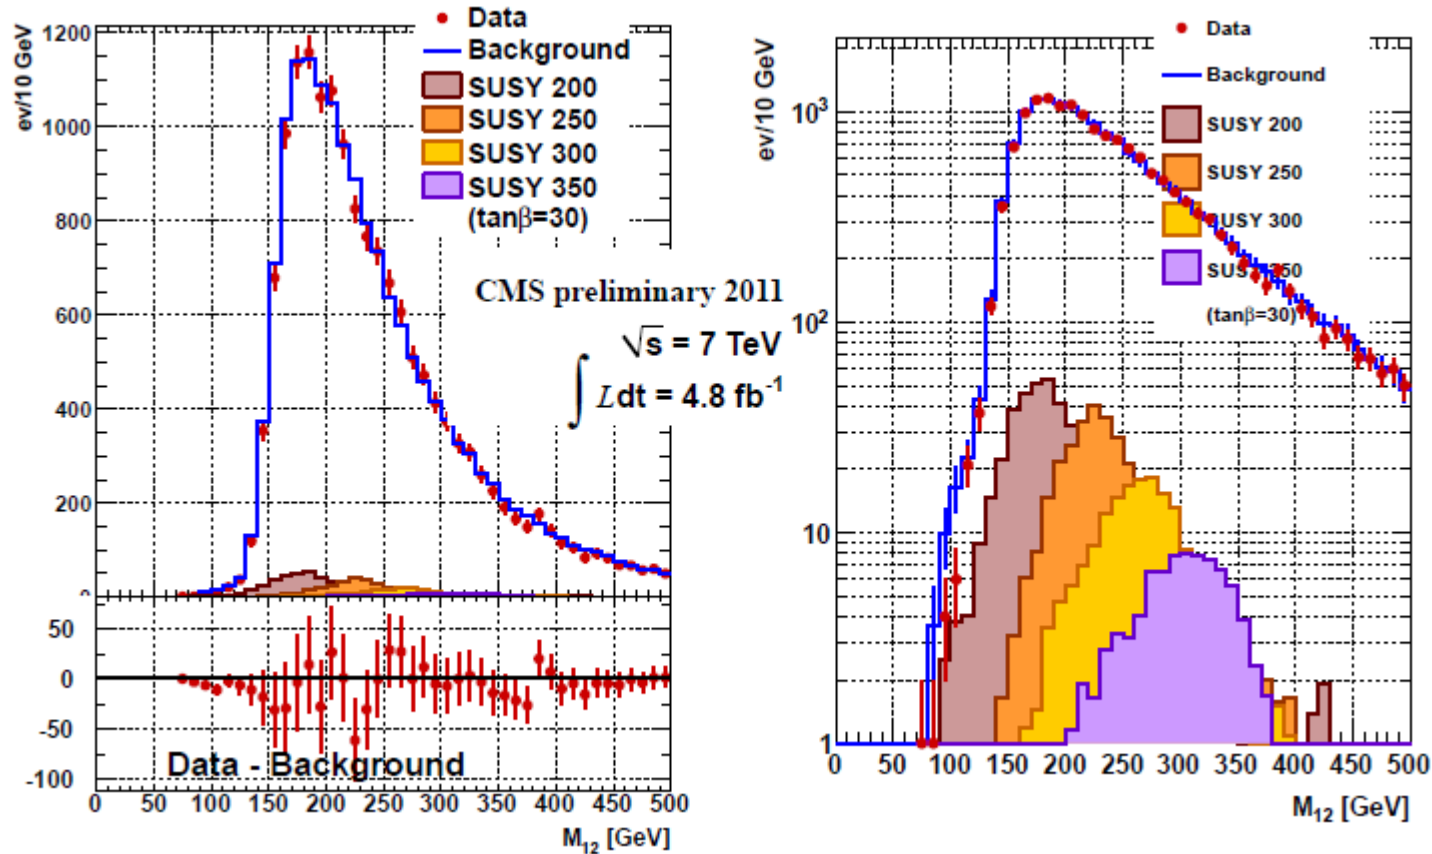 ev/10 GeV
1200
1000
800
600
400
200
0
Data
Background
SUSY 200
SUSY 250
SUSY 300
SUSY 350
(tanβ=30)
CMS preliminary 2011
√s = 7 TeV
∫ Ldt = 4.8 fb⁻¹
50
0
-50
-100
Data - Background
0 50 100 150 200 250 300 350 400 450 500
M₁₂ [GeV]
ev/10 GeV
10³
10²
10
1
Data
Background
SUSY 200
SUSY 250
SUSY 300
SUSY 350
(tanβ=30)
0 50 100 150 200 250 300 350 400 450 500
M₁₂ [GeV]